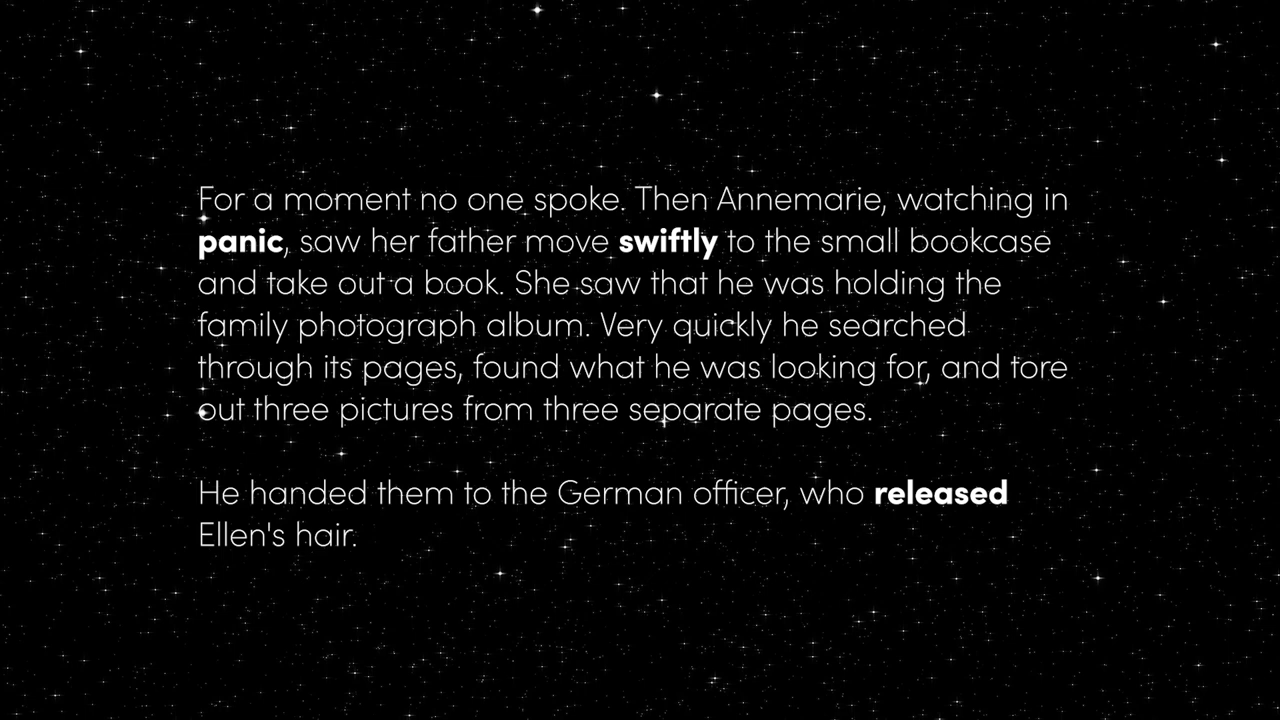 For a moment no one spoke. Then Annemarie, watching in
panic, saw her father move swiftly to the small bookcase
and take out a book. She saw that he was holding the
family photograph album. Very quickly he searched
through its pages, found what he was looking for, and tore
out three pictures from three separate pages.
He handed them to the German officer, who released
Ellen's hair.